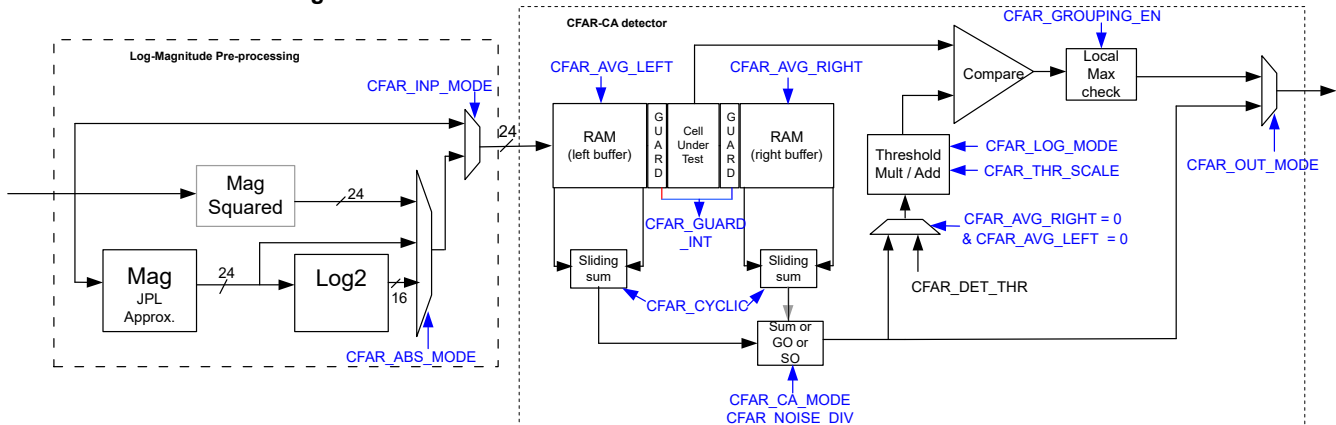 CFAR-CA detector
CFAR_GROUPING_EN
Log-Magnitude Pre-processing
CFAR_INP_MODE
CFAR_AVG_LEFT
CFAR_AVG_RIGHT
Compare
Local
Max
check
24
RAM
(left buffer)
GUARD
Cell
Under
Test
GUARD
RAM
(right buffer)
Threshold
Mult / Add
CFAR_LOG_MODE
CFAR_THR_SCALE
CFAR_OUT_MODE
Mag
Squared
24
CFAR_GUARD
_INT
CFAR_AVG_RIGHT = 0
& CFAR_AVG_LEFT = 0
Mag
JPL
Approx.
24
Log2
16
Sliding
sum
Sliding
sum
CFAR_DET_THR
CFAR_CYCLIC
Sum or
GO or
SO
CFAR_ABS_MODE
CFAR_CA_MODE
CFAR_NOISE_DIV